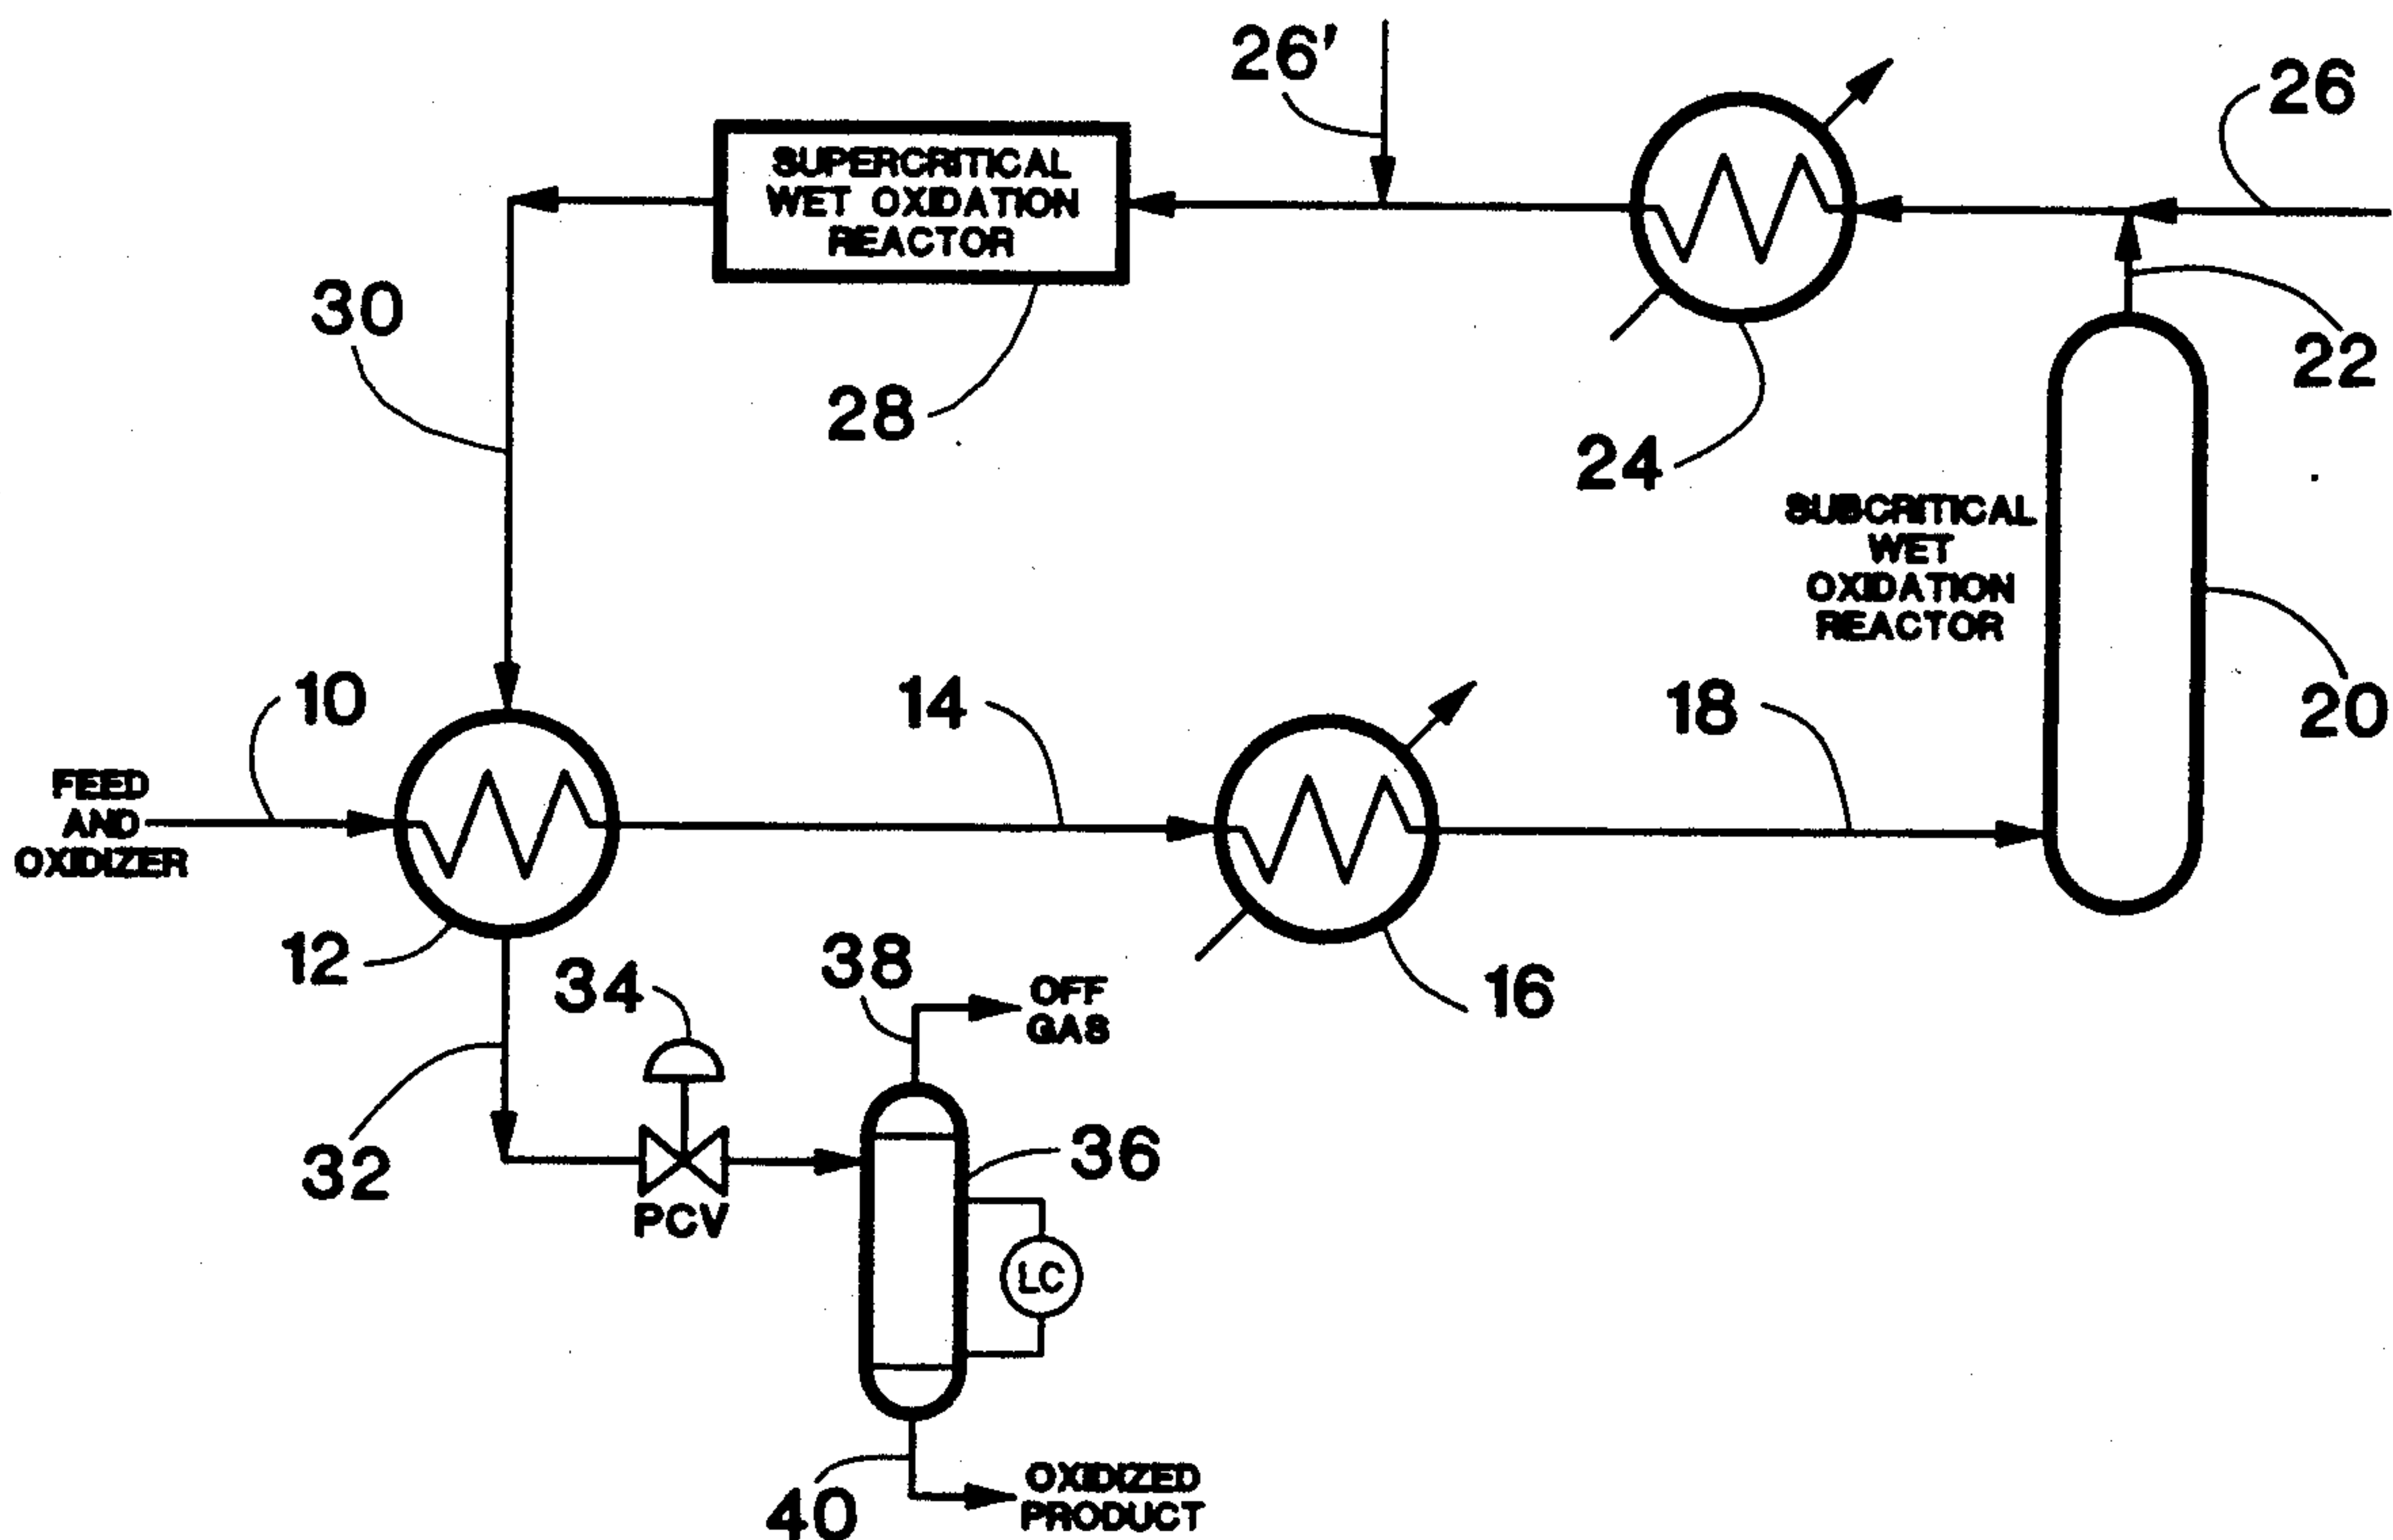 26'
26
SUPERCRITICAL
WET OXIDATION
REACTOR
30
28
24
22
SUBCRITICAL
WET
OXIDATION
REACTOR
20
10
14
18
FEED
AND
OXIDIZER
12
34
38
OFF
GAS
16
32
PCV
36
LC
40
OXIDIZED
PRODUCT